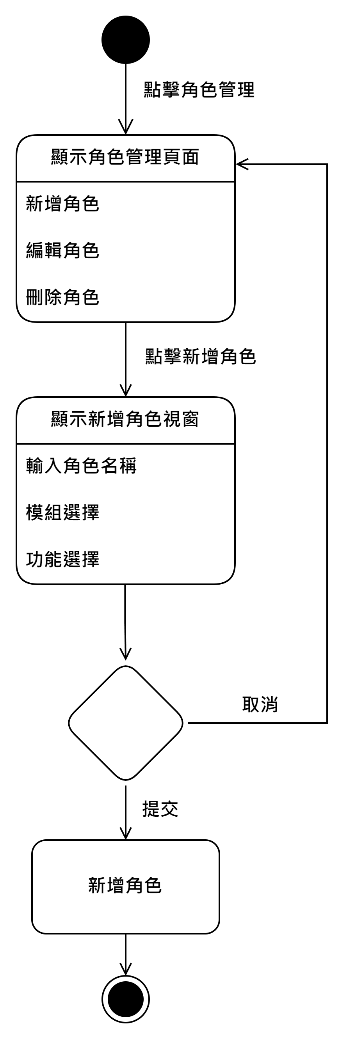 點擊角色管理
顯示角色管理頁面
新增角色
編輯角色
刪除角色
點擊新增角色
顯示新增角色視窗
輸入角色名稱
模組選擇
功能選擇
取消
提交
新增角色